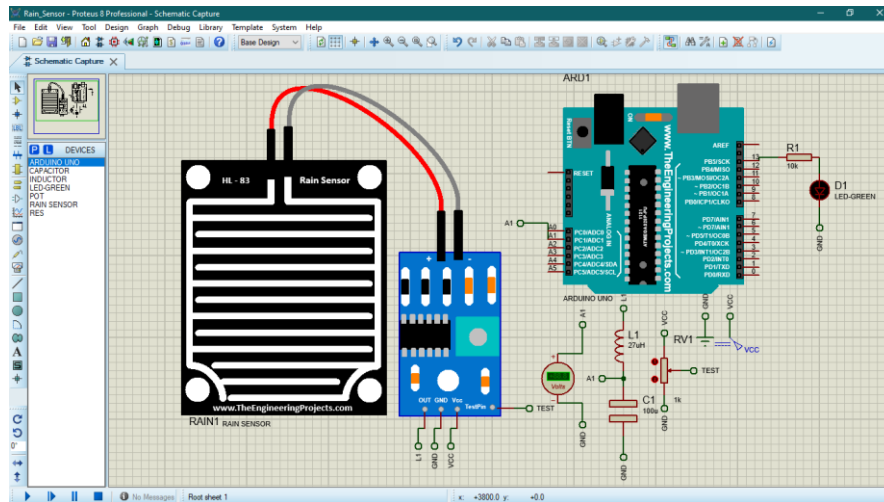 Rain_Sensor - Proteus 8 Professional - Schematic Capture
File Edit View Tool Design Graph Debug Library Template System Help
Base Design
Schematic Capture
P L DEVICES
ARDUINO UNO
CAPACITOR
INDUCTOR
LED-GREEN
POT
RAIN SENSOR
RES
HL - 83 Rain Sensor
www.TheEngineeringProjects.com
RAIN1 RAIN SENSOR
+ -
OUT GND Vcc TestPin
TEST
L1
GND
VCC
ARD1
Reset BTN
ON
www.TheEngineeringProjects.com
RESET
ANALOG IN
AREF
PB5/SCK 13
PB4/MISO 12
~ PB3/MOSI/OC2A 11
~ PB2/OC1B 10
~ PB1/OC1A 9
PB0/ICP1/CLKO 8
PD7/AIN1 7
~ PD6/AIN0 6
~ PD5/T1/OC0B 5
PD4/T0/XCK 4
~ PD3/INT1/OC2B 3
PD2/INT0 2
PD1/TXD 1
PD0/RXD 0
A1
A0 PC0/ADC0
A1 PC1/ADC1
A2 PC2/ADC2
A3 PC3/ADC3
A4 PC4/ADC4/SDA
A5 PC5/ADC5/SCL
ARDUINO UNO
R1
10k
D1
LED-GREEN
GND
L1
L1
27uH
A1
C1
100u
GND
A1
+
Volts
-
GND
VCC
RV1
TEST
1k
GND
GND
VCC
VCC
0°
No Messages Root sheet 1 x: +3800.0 y: +0.0